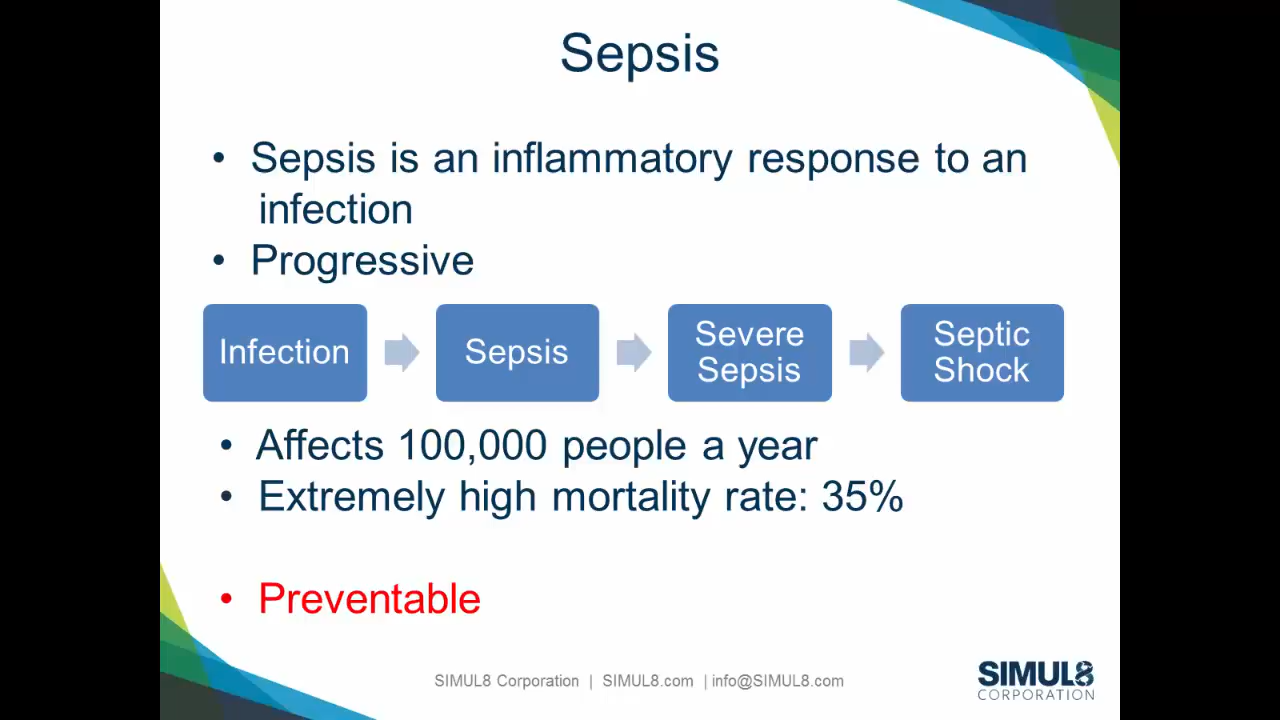 Sepsis
• Sepsis is an inflammatory response to an
infection
• Progressive
Infection
Sepsis
Severe
Sepsis
Septic
Shock
• Affects 100,000 people a year
• Extremely high mortality rate: 35%
• Preventable
SIMUL8 Corporation | SIMUL8.com | info@SIMUL8.com
SIMUL8
CORPORATION